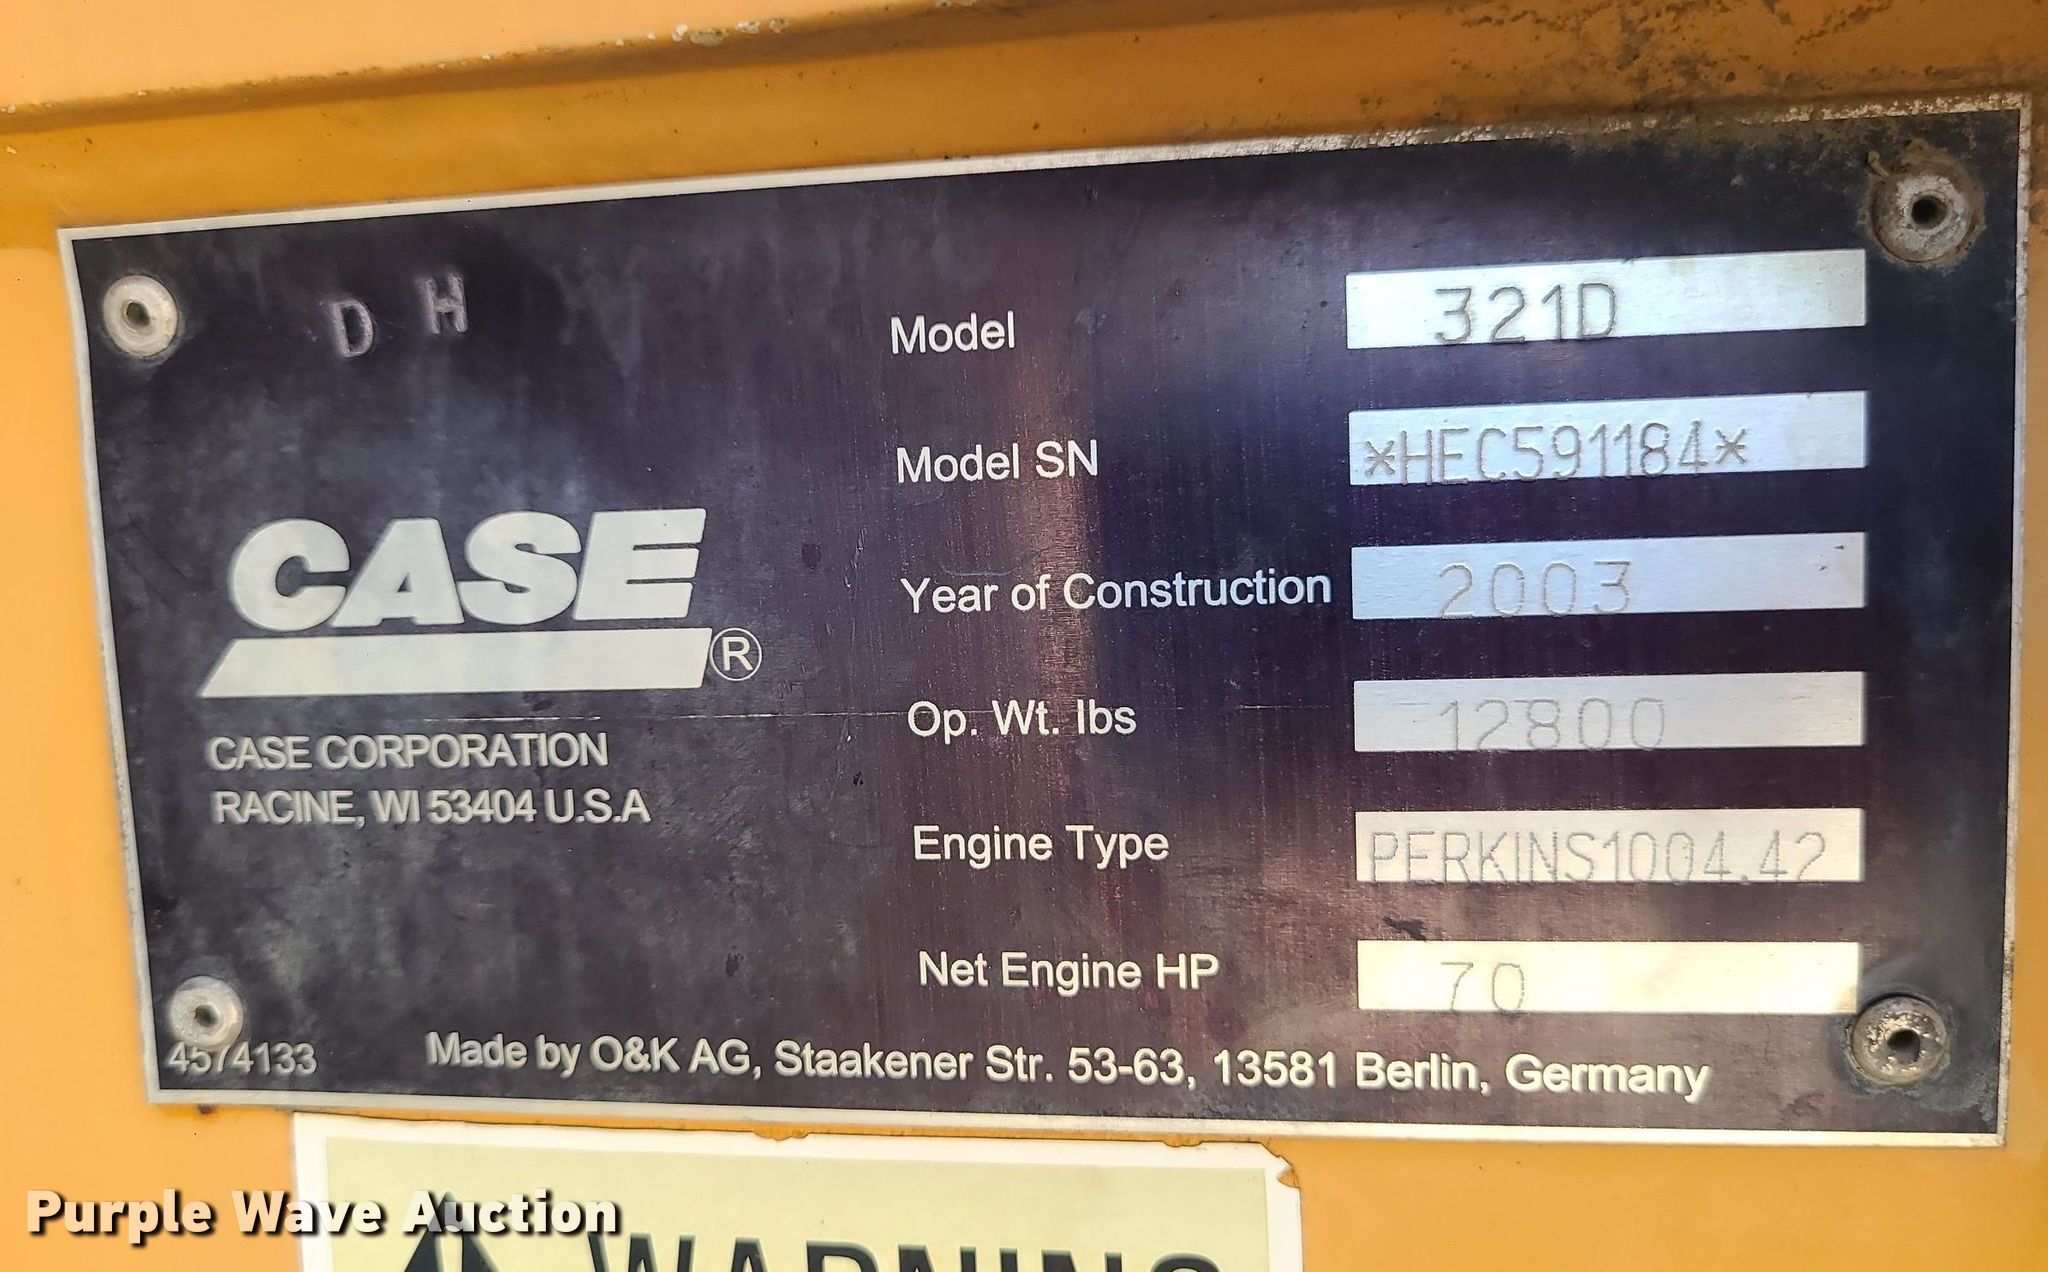 D H
Model 321D
Model SN *HEC591184*
Year of Construction 2003
Op. Wt. lbs 12800
Engine Type PERKINS1004.42
Net Engine HP 70
CASE®
CASE CORPORATION
RACINE, WI 53404 U.S.A
4574133
Made by O&K AG, Staakener Str. 53-63, 13581 Berlin, Germany
WARNING
Purple Wave Auction